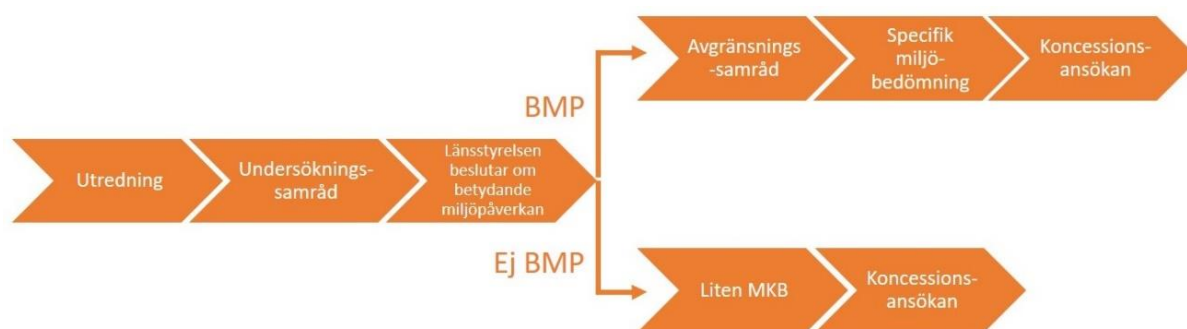 Utredning
Undersöknings-
samråd
Länsstyrelsen
beslutar om
betydande
miljöpåverkan
BMP
Avgränsnings
-samråd
Specifik
miljö-
bedömning
Koncessions-
ansökan
Ej BMP
Liten MKB
Koncessions-
ansökan